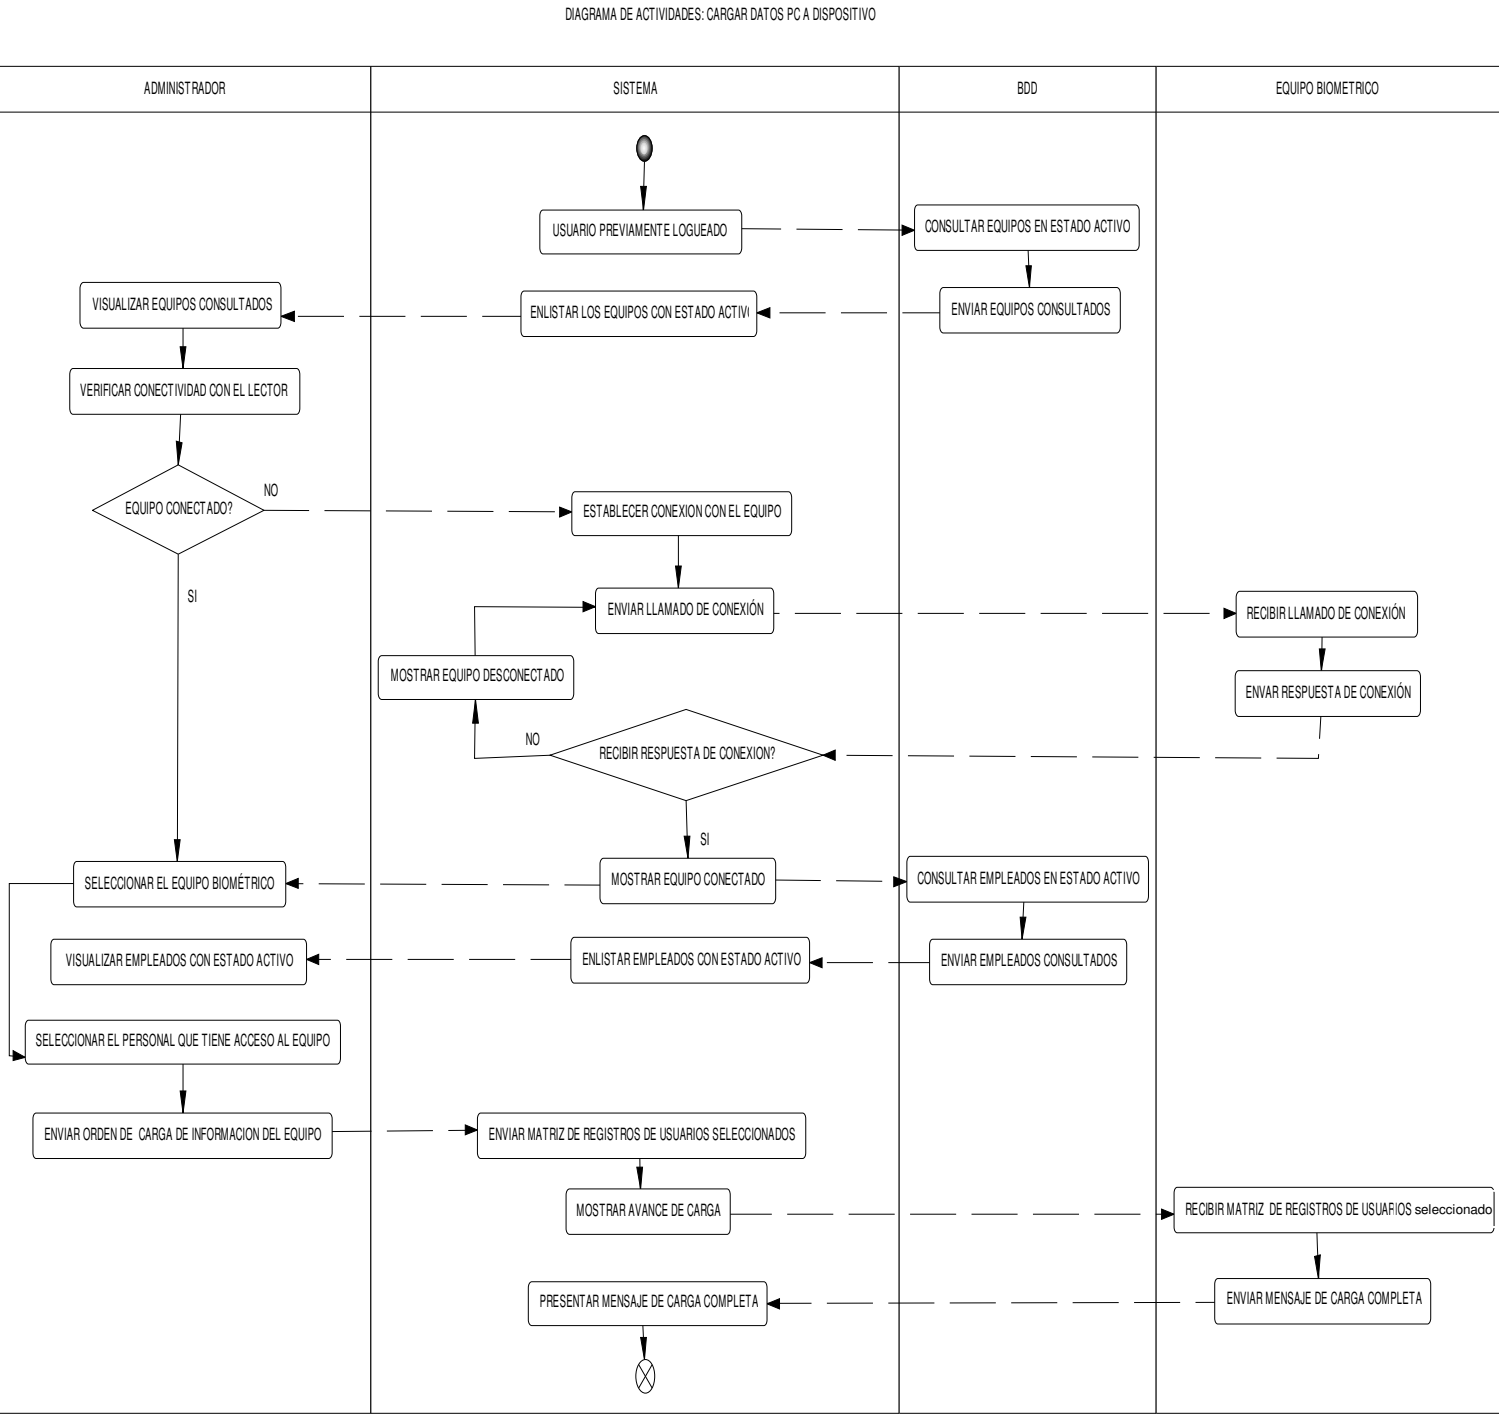 DIAGRAMA DE ACTIVIDADES: CARGAR DATOS PC A DISPOSITIVO
ADMINISTRADOR
SISTEMA
BDD
EQUIPO BIOMETRICO
USUARIO PREVIAMENTE LOGUEADO
CONSULTAR EQUIPOS EN ESTADO ACTIVO
VISUALIZAR EQUIPOS CONSULTADOS
ENLISTAR LOS EQUIPOS CON ESTADO ACTIV
ENVIAR EQUIPOS CONSULTADOS
VERIFICAR CONECTIVIDAD CON EL LECTOR
EQUIPO CONECTADO?
NO
ESTABLECER CONEXION CON EL EQUIPO
SI
ENVIAR LLAMADO DE CONEXIÓN
RECIBIR LLAMADO DE CONEXIÓN
MOSTRAR EQUIPO DESCONECTADO
ENVAR RESPUESTA DE CONEXIÓN
NO
RECIBIR RESPUESTA DE CONEXION?
SI
SELECCIONAR EL EQUIPO BIOMÉTRICO
MOSTRAR EQUIPO CONECTADO
CONSULTAR EMPLEADOS EN ESTADO ACTIVO
VISUALIZAR EMPLEADOS CON ESTADO ACTIVO
ENLISTAR EMPLEADOS CON ESTADO ACTIVO
ENVIAR EMPLEADOS CONSULTADOS
SELECCIONAR EL PERSONAL QUE TIENE ACCESO AL EQUIPO
ENVIAR ORDEN DE CARGA DE INFORMACION DEL EQUIPO
ENVIAR MATRIZ DE REGISTROS DE USUARIOS SELECCIONADOS
MOSTRAR AVANCE DE CARGA
RECIBIR MATRIZ DE REGISTROS DE USUARIOS seleccionado
PRESENTAR MENSAJE DE CARGA COMPLETA
ENVIAR MENSAJE DE CARGA COMPLETA